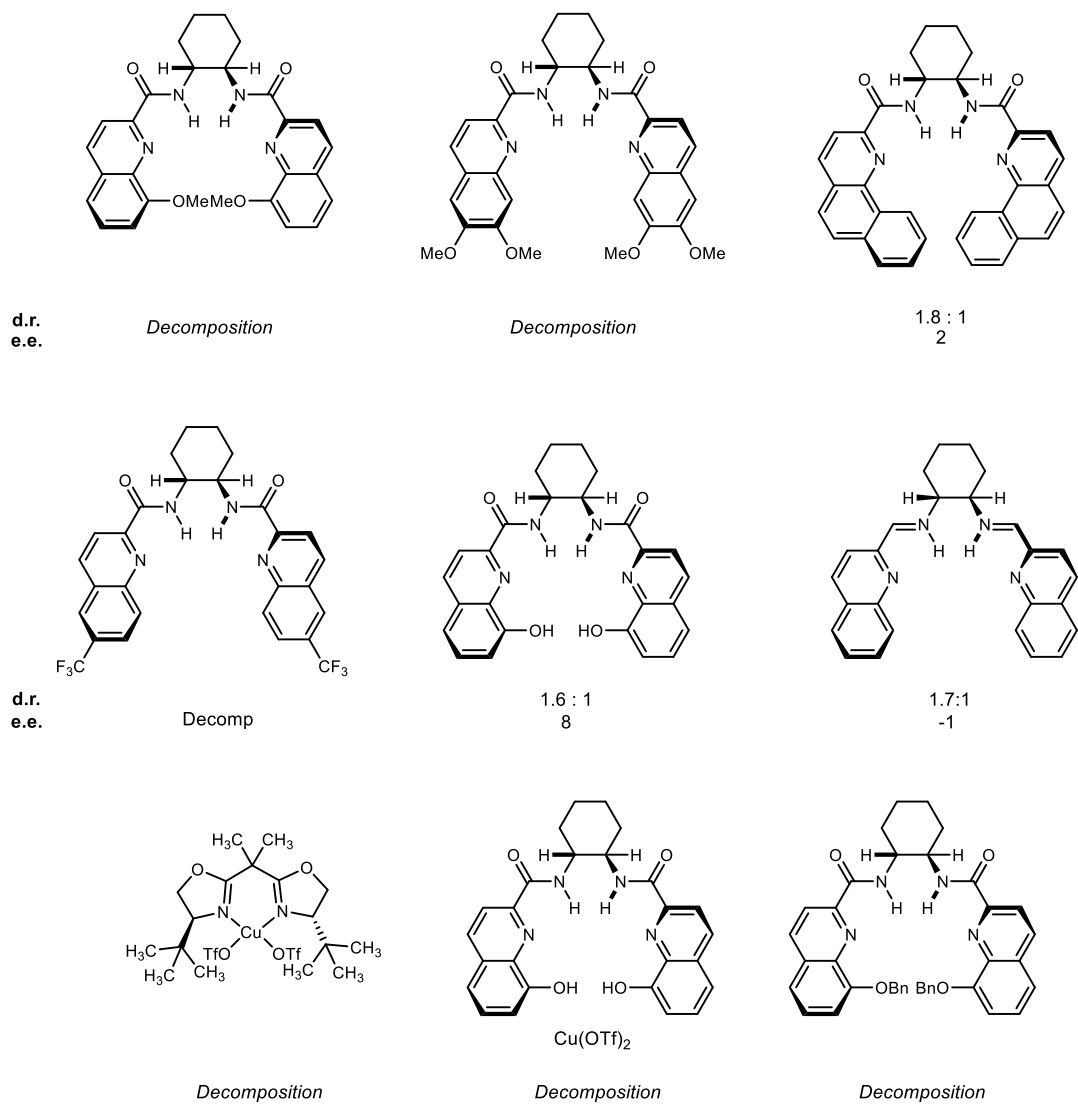 O H H O
N N
H H
N N
OMe MeO
O H H O
N N
H H
N N
MeO OMe MeO OMe
O H H O
N N
H H
N N
d.r. Decomposition Decomposition 1.8 : 1
e.e. 2
O H H O
N N
H H
N N
F3C CF3
O H H O
N N
H H
N N
OH HO
H H
N N
H H
N N
d.r. Decomp 1.6 : 1 1.7:1
e.e. 8 -1
H3C CH3
O O
N N
Cu
TfO OTf
H3C CH3
H3C CH3 H3C CH3
O H H O
N N
H H
N N
OH HO
Cu(OTf)2
O H H O
N N
H H
N N
OBn BnO
Decomposition Decomposition Decomposition